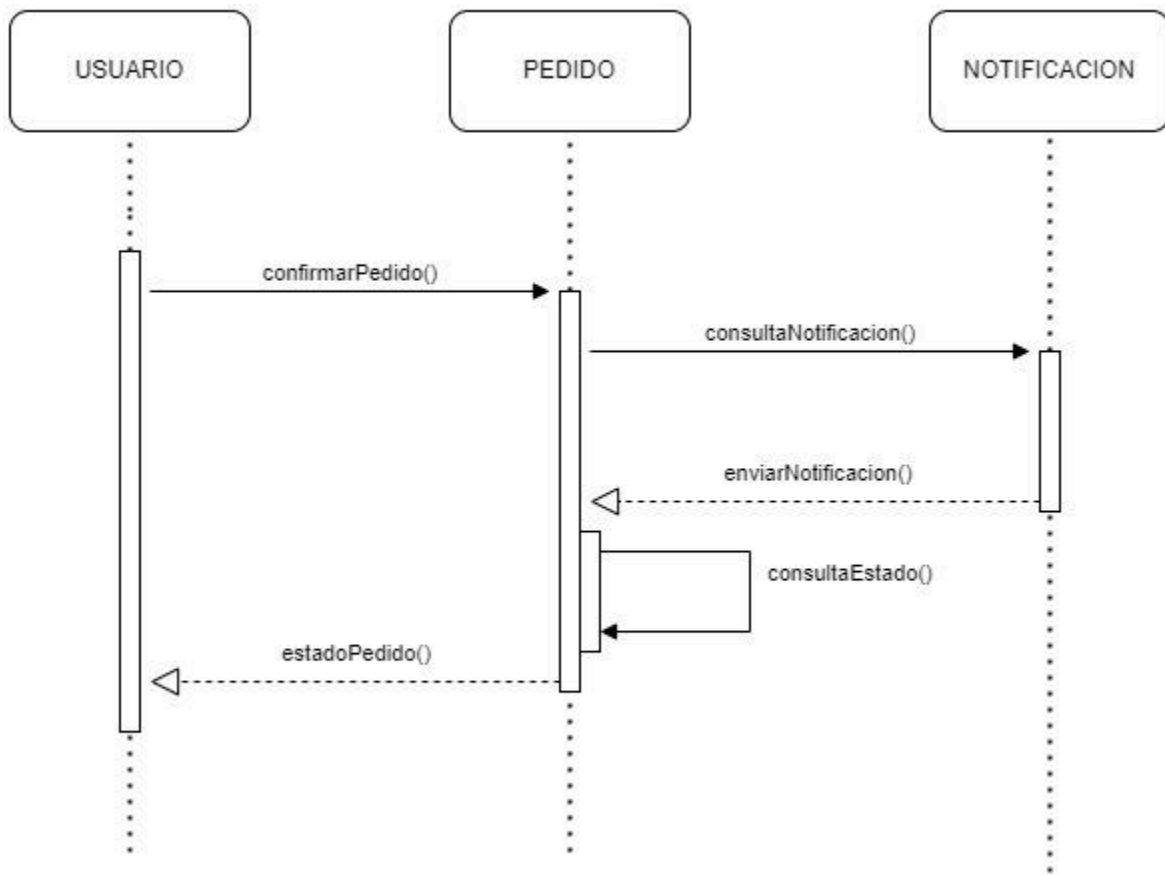 USUARIO
PEDIDO
NOTIFICACION
confirmarPedido()
consultaNotificacion()
enviarNotificacion()
consultaEstado()
estadoPedido()